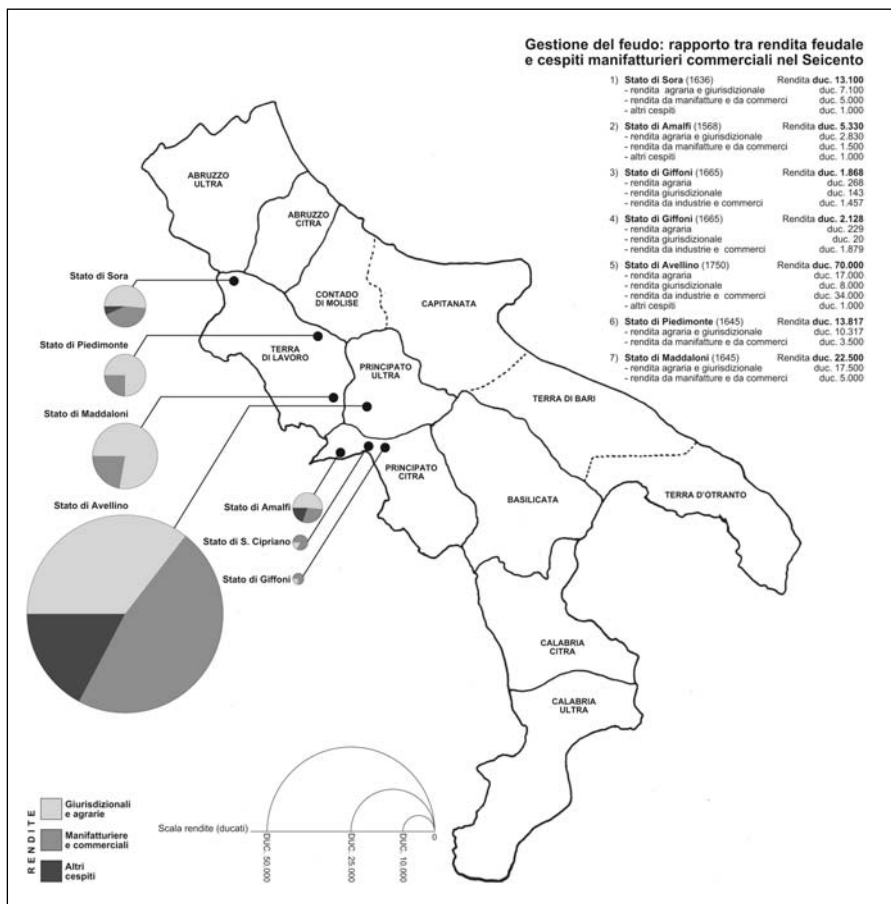 Gestione del feudo: rapporto tra rendita feudale
e cespiti manifatturieri commerciali nel Seicento
1) Stato di Sora (1636) Rendita duc. 13.100
- rendita agraria e giurisdizionale duc. 7.100
- rendita da manifatture e da commerci duc. 5.000
- altri cespiti duc. 1.000
2) Stato di Amalfi (1568) Rendita duc. 5.330
- rendita agraria e giurisdizionale duc. 2.830
- rendita da manifatture e da commerci duc. 1.500
- altri cespiti duc. 1.000
3) Stato di Giffoni (1665) Rendita duc. 1.868
- rendita agraria duc. 268
- rendita giurisdizionale duc. 143
- rendita da industrie e commerci duc. 1.457
4) Stato di Giffoni (1665) Rendita duc. 2.128
- rendita agraria duc. 229
- rendita giurisdizionale duc. 20
- rendita da industrie e commerci duc. 1.879
5) Stato di Avellino (1750) Rendita duc. 70.000
- rendita agraria duc. 17.000
- rendita giurisdizionale duc. 8.000
- rendita da industrie e commerci duc. 34.000
- altri cespiti duc. 1.000
6) Stato di Piedimonte (1645) Rendita duc. 13.817
- rendita agraria e giurisdizionale duc. 10.317
- rendita da manifatture e da commerci duc. 3.500
7) Stato di Maddaloni (1645) Rendita duc. 22.500
- rendita agraria e giurisdizionale duc. 17.500
- rendita da manifatture e da commerci duc. 5.000
ABRUZZO
ULTRA
ABRUZZO
CITRA
CONTADO
DI MOLISE
CAPITANATA
TERRA
DI LAVORO
PRINCIPATO
ULTRA
TERRA DI BARI
PRINCIPATO
CITRA
BASILICATA
TERRA D'OTRANTO
CALABRIA
CITRA
CALABRIA
ULTRA
Stato di Sora
Stato di Piedimonte
Stato di Maddaloni
Stato di Avellino
Stato di Amalfi
Stato di S. Cipriano
Stato di Giffoni
RENDITE
Giurisdizionali
e agrarie
Manifatturiere
e commerciali
Altri
cespiti
Scala rendite (ducati)
DUC. 50.000
DUC. 25.000
DUC. 10.000
0